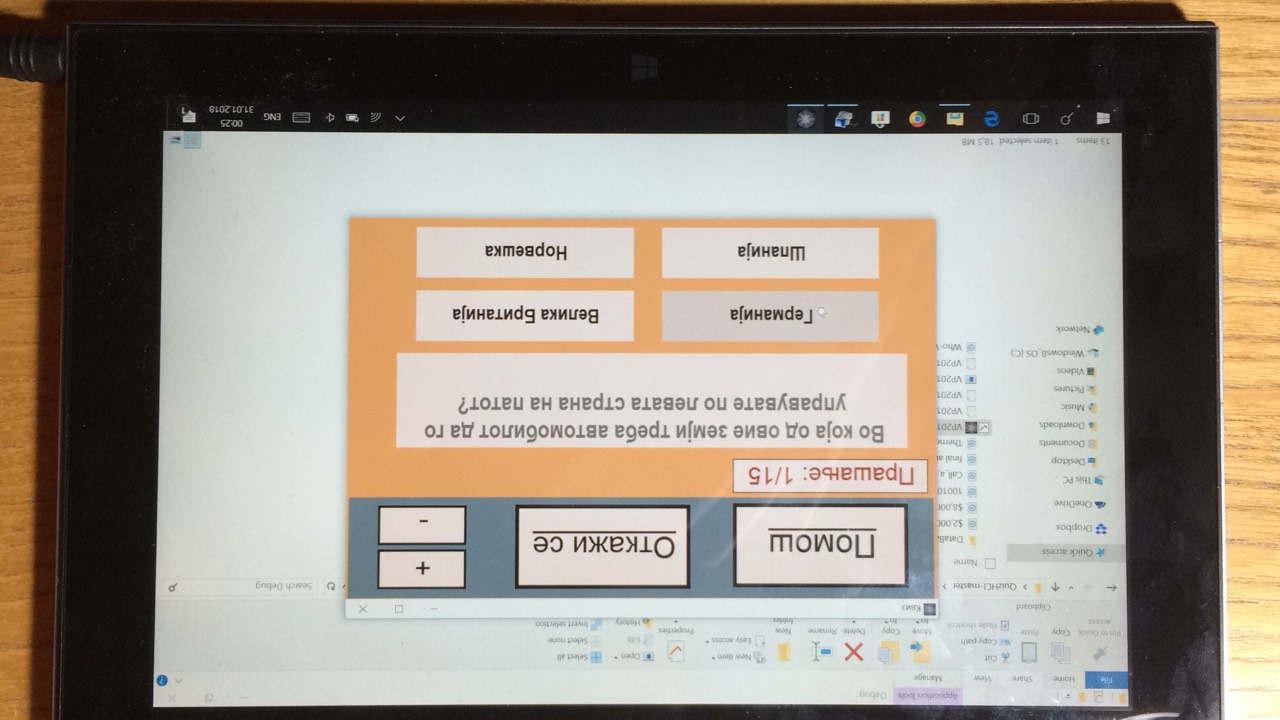 Application Tools
Debug
File
Home
Share
View
Manage
Pin to Quick access
Copy
Paste
Cut
Copy path
Paste shortcut
Move to
Copy to
Delete
Rename
New folder
New item
Easy access
Properties
Open
Edit
History
Select all
Select none
Invert selection
Clipboard
Квиз
QuizHCI-master
Search Debug
Quick access
Dropbox
OneDrive
This PC
Desktop
Documents
Downloads
Music
Pictures
Videos
Windows8_OS (C:)
Network
Name
DataBa
$2,000
$8,000
10010
Call_a
final a
Theme
VP201
VP201
VP201
VP201
VP201
Who-V
Помош
Откажи се
+
-
Прашање: 1/15
Во која од овие земји треба автомобилот да го
управувате по левата страна на патот?
Германија
Велика Британија
Шпанија
Норвешка
13 items 1 item selected 18,5 MB
ENG
00:25
31.01.2018
1